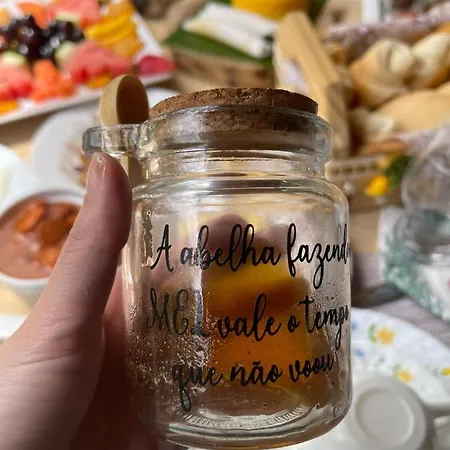 A abelha fazend
MEL vale o tempo
que não voou